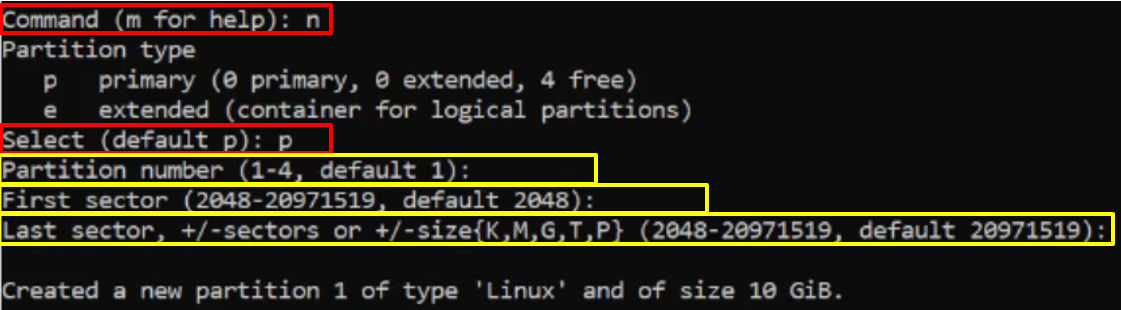 Command (m for help): n
Partition type
   p   primary (0 primary, 0 extended, 4 free)
   e   extended (container for logical partitions)
Select (default p): p
Partition number (1-4, default 1):
First sector (2048-20971519, default 2048):
Last sector, +/-sectors or +/-size{K,M,G,T,P} (2048-20971519, default 20971519):
Created a new partition 1 of type 'Linux' and of size 10 GiB.